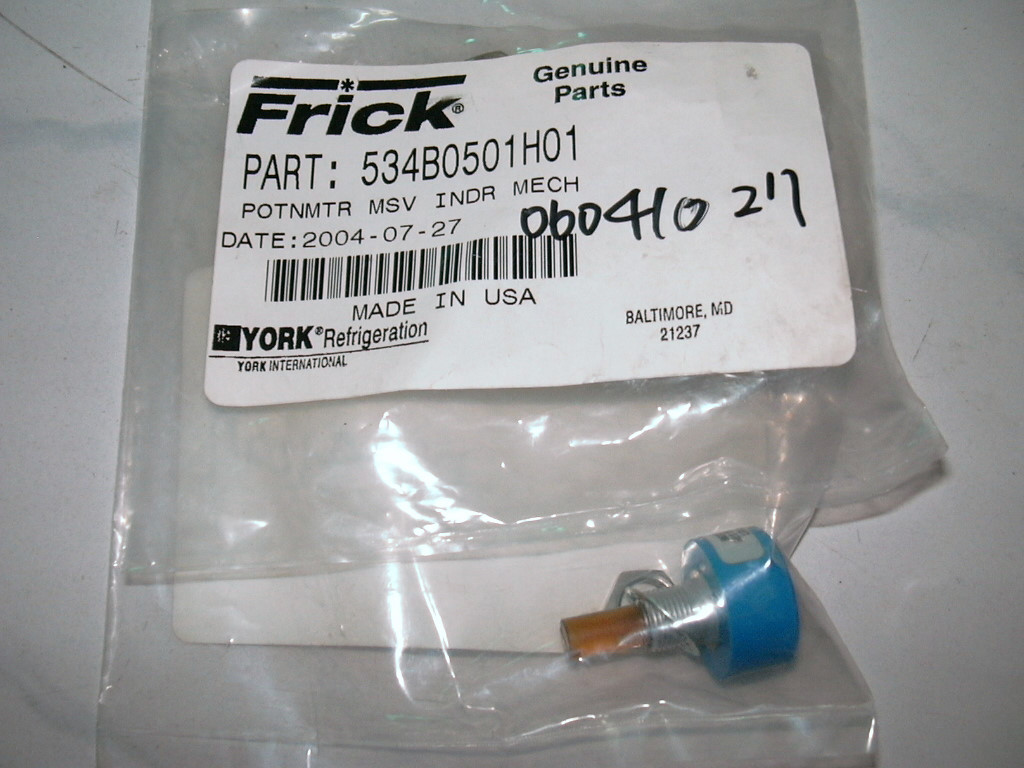 Frick®
Genuine
Parts
PART: 534B0501H01
POTNMTR MSV INDR MECH
DATE:2004-07-27
060410
MADE IN USA
YORK® Refrigeration
YORK INTERNATIONAL
BALTIMORE, MD
21237